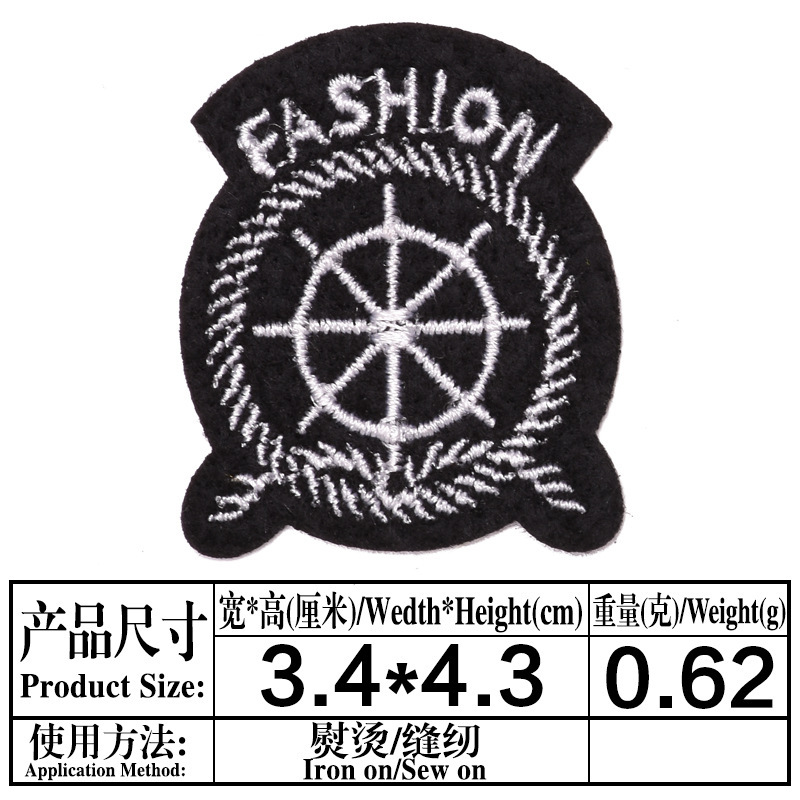 FASHION
产品尺寸
Product Size:
宽*高(厘米)/Wedth*Height(cm)
重量(克)/Weight(g)
3.4*4.3
0.62
使用方法:
Application Method:
熨烫/缝纫
Iron on/Sew on